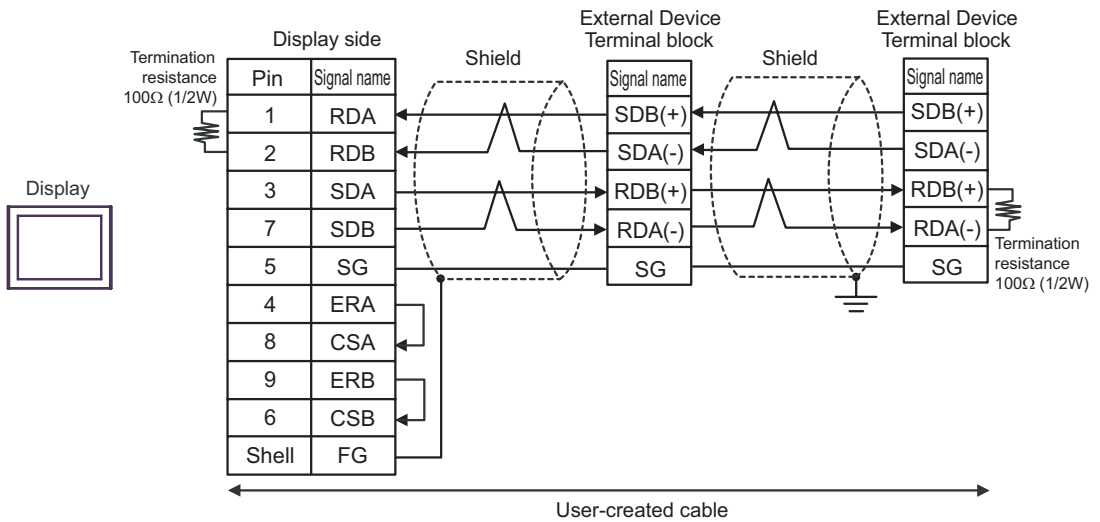 Display
Termination
resistance
100Ω (1/2W)
Display side
Pin Signal name
1 RDA
2 RDB
3 SDA
7 SDB
5 SG
4 ERA
8 CSA
9 ERB
6 CSB
Shell FG
Shield
External Device
Terminal block
Signal name
SDB(+)
SDA(-)
RDB(+)
RDA(-)
SG
Shield
External Device
Terminal block
Signal name
SDB(+)
SDA(-)
RDB(+)
RDA(-)
SG
Termination
resistance
100Ω (1/2W)
User-created cable